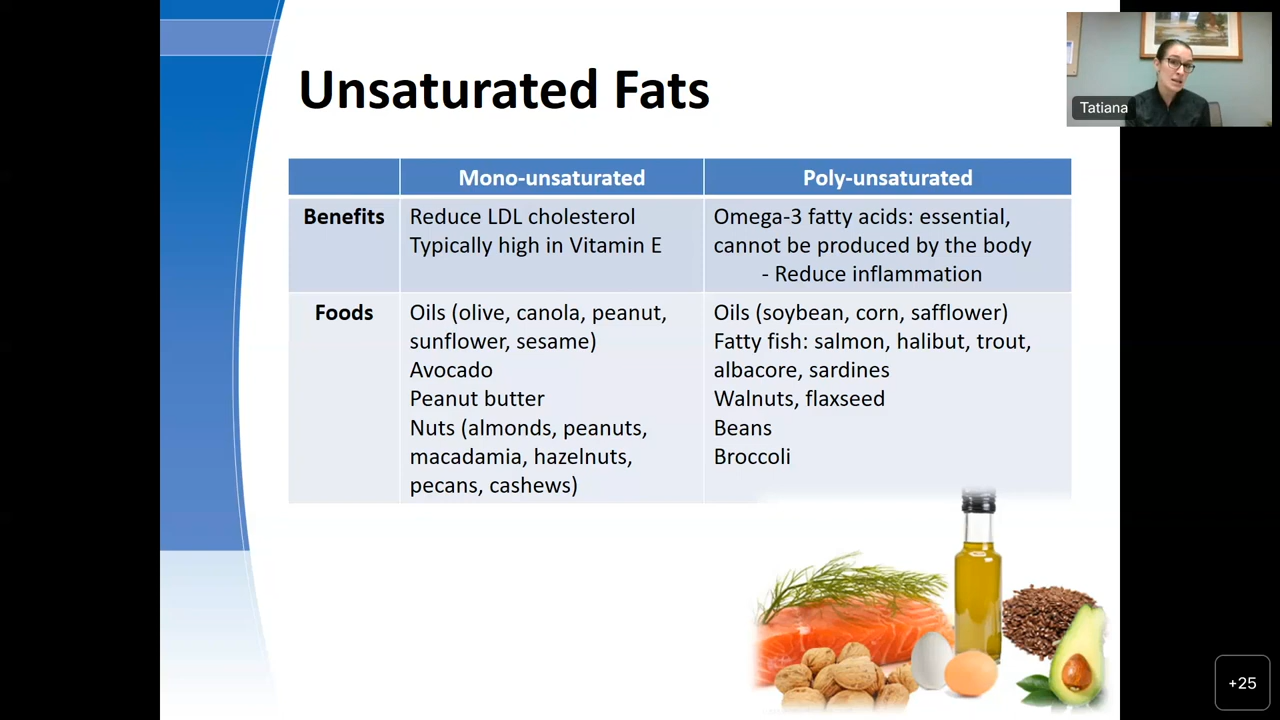 Unsaturated Fats
Tatiana
Mono-unsaturated
Poly-unsaturated
Benefits
Reduce LDL cholesterol
Typically high in Vitamin E
Omega-3 fatty acids: essential,
cannot be produced by the body
- Reduce inflammation
Foods
Oils (olive, canola, peanut,
sunflower, sesame)
Avocado
Peanut butter
Nuts (almonds, peanuts,
macadamia, hazelnuts,
pecans, cashews)
Oils (soybean, corn, safflower)
Fatty fish: salmon, halibut, trout,
albacore, sardines
Walnuts, flaxseed
Beans
Broccoli
+25